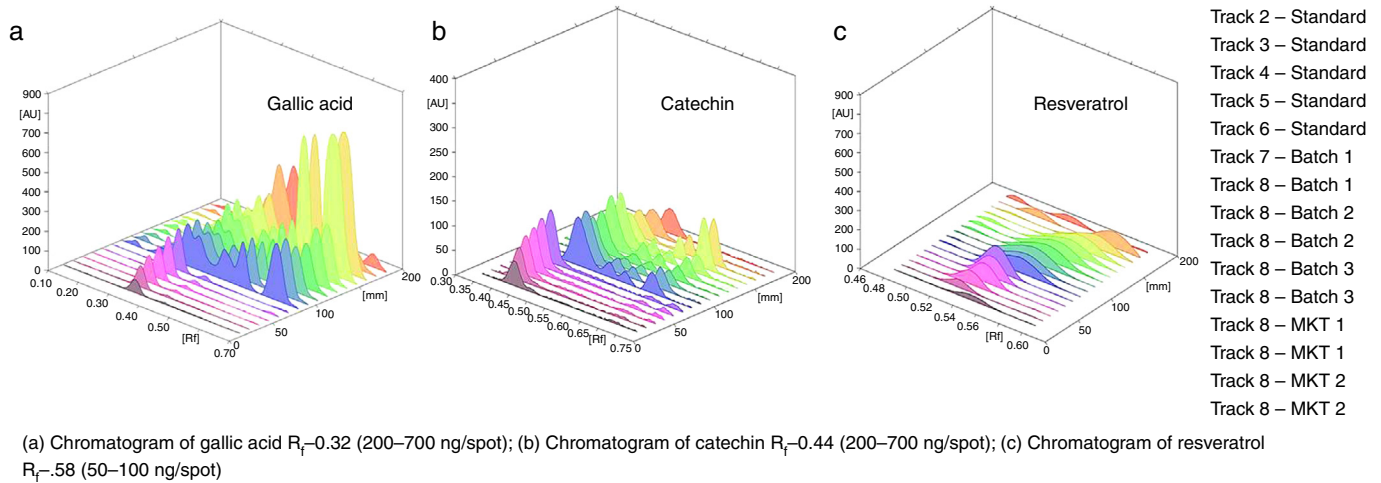 a
Gallic acid
900
[AU]
700
600
500
400
300
200
100
0
0.10
0.20
0.30
0.40
0.50
[Rf]
0.70
0
50
100
[mm]
200
b
Catechin
400
[AU]
350
300
250
200
150
100
50
0
0.30
0.35
0.40
0.45
0.50
0.55
0.60
[Rf]
0.65
0.75
0
50
100
[mm]
200
c
Resveratrol
900
[AU]
700
600
500
400
300
200
100
0
0.46
0.48
0.50
0.52
0.54
0.56
[Rf]
0.60
0
50
100
[mm]
200
Track 2 – Standard
Track 3 – Standard
Track 4 – Standard
Track 5 – Standard
Track 6 – Standard
Track 7 – Batch 1
Track 8 – Batch 1
Track 8 – Batch 2
Track 8 – Batch 2
Track 8 – Batch 3
Track 8 – Batch 3
Track 8 – MKT 1
Track 8 – MKT 1
Track 8 – MKT 2
Track 8 – MKT 2
(a) Chromatogram of gallic acid Rf–0.32 (200–700 ng/spot); (b) Chromatogram of catechin Rf–0.44 (200–700 ng/spot); (c) Chromatogram of resveratrol
Rf–.58 (50–100 ng/spot)